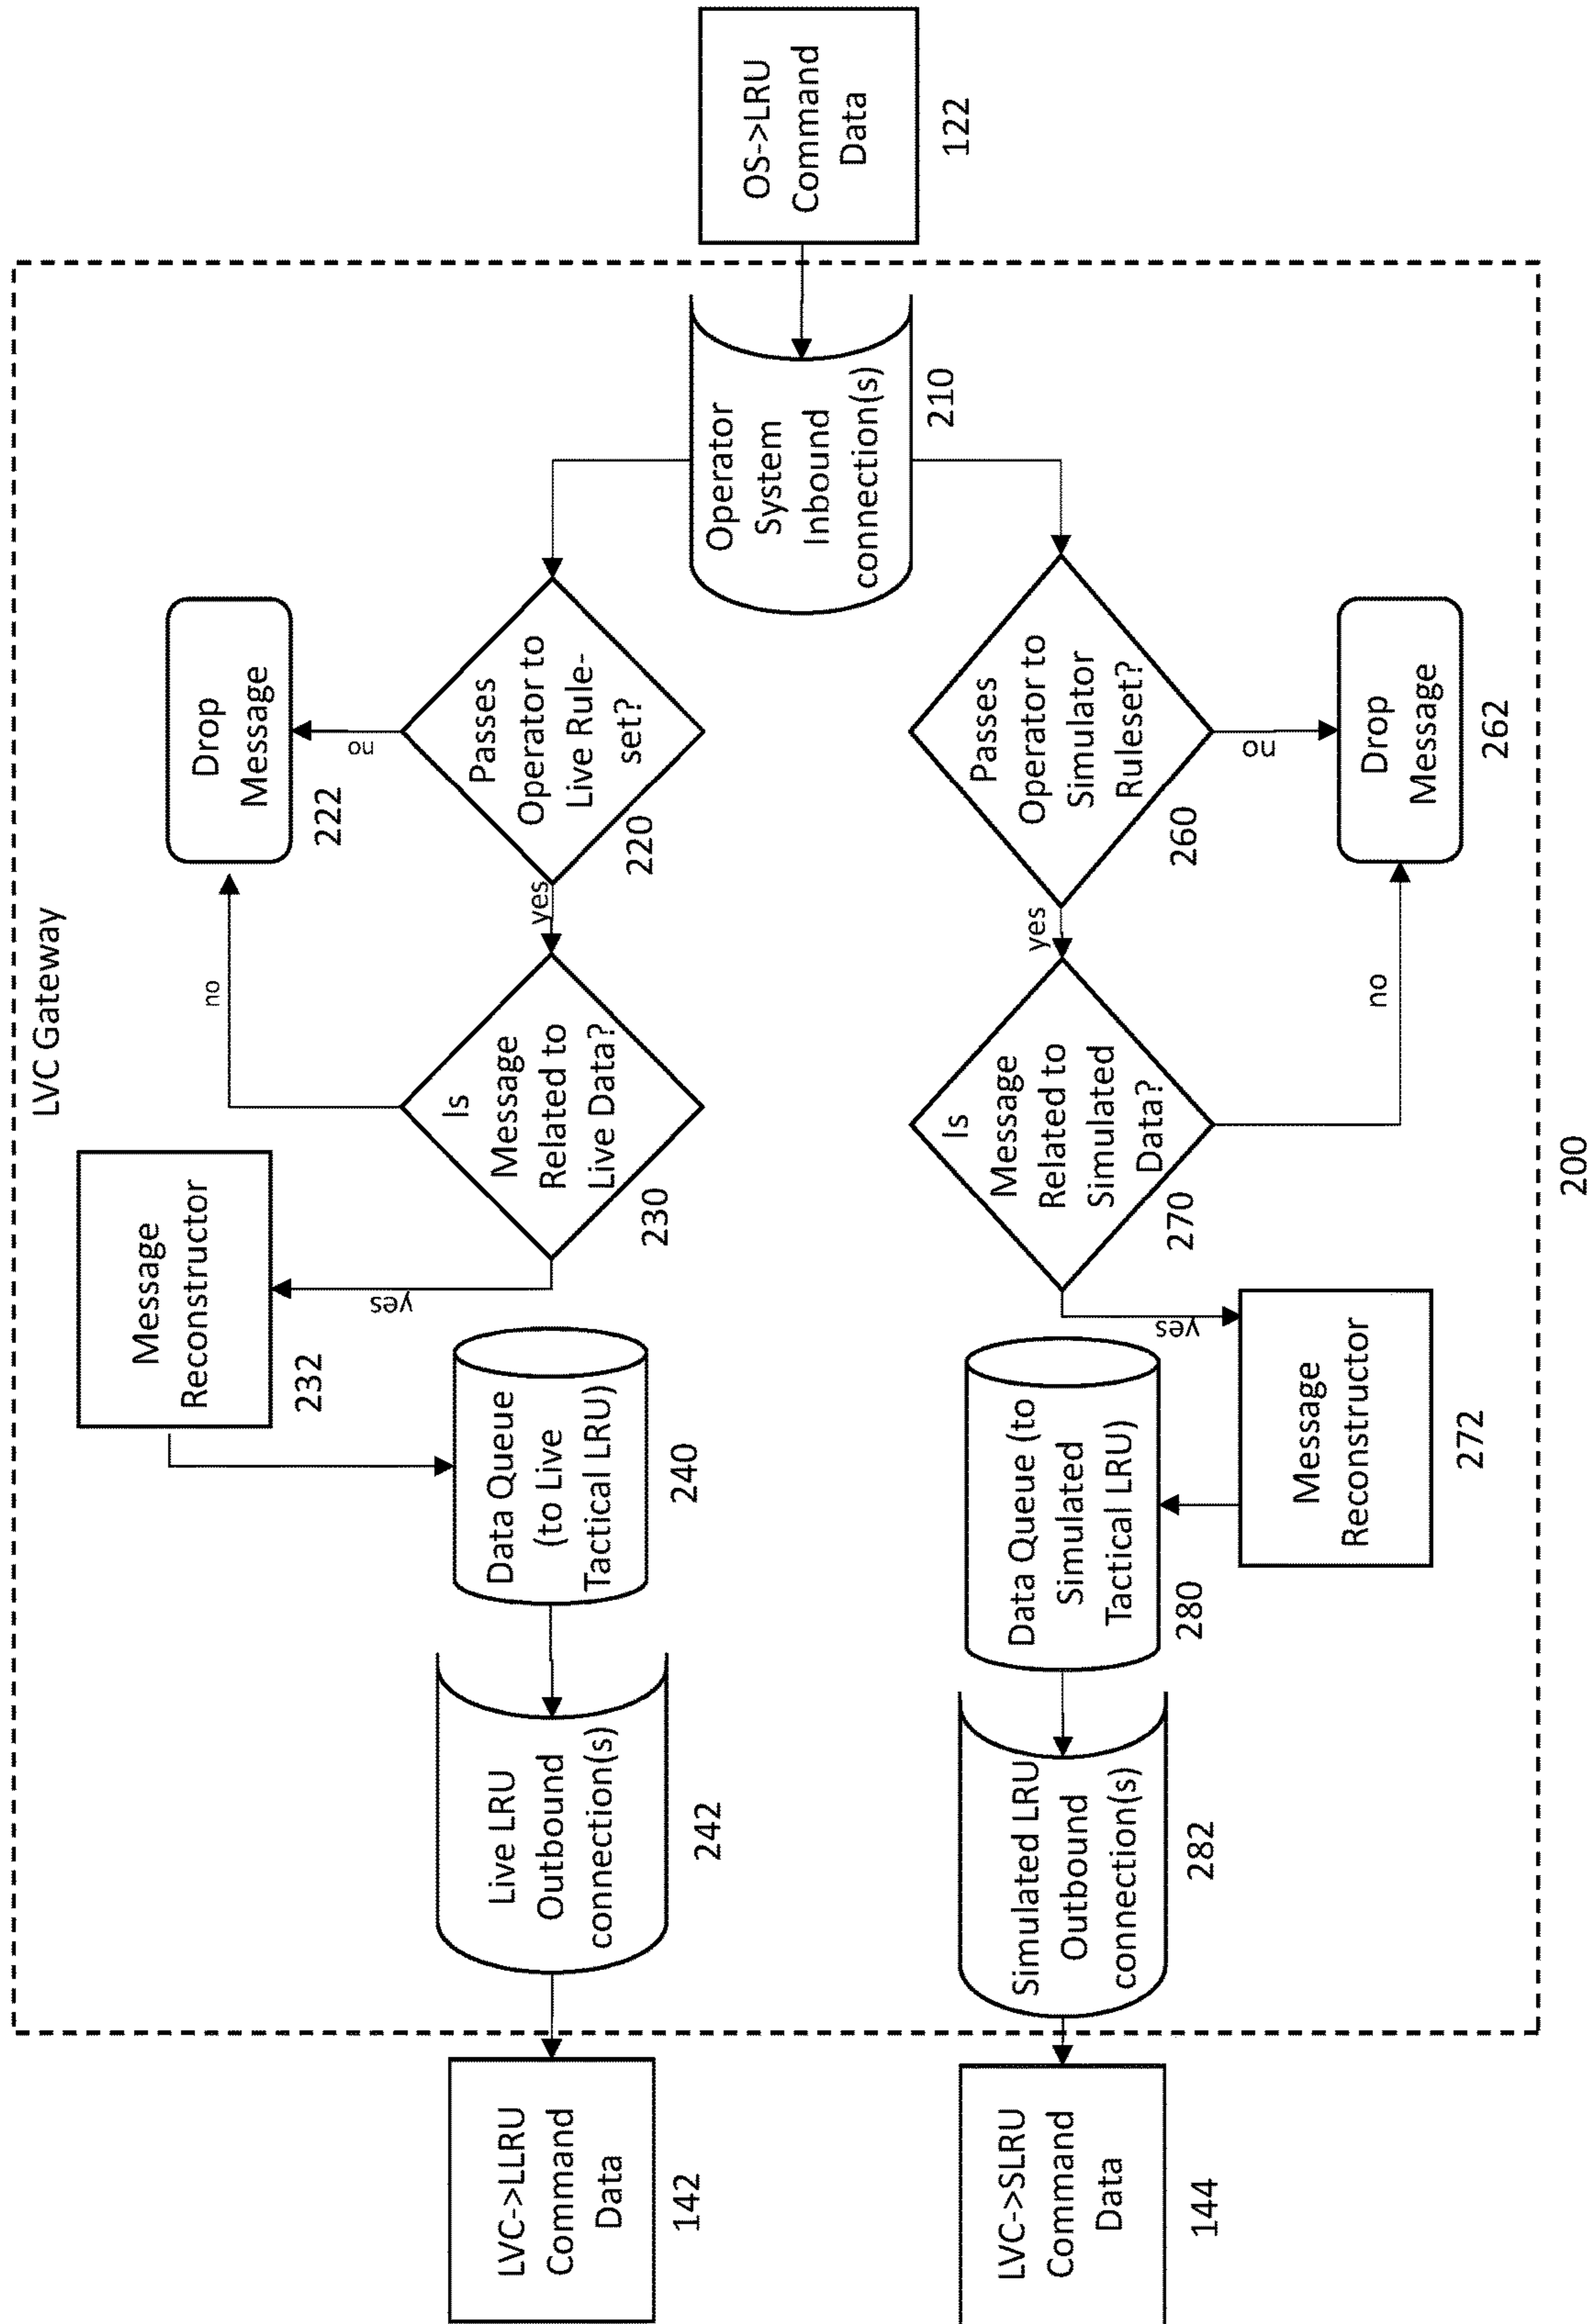 LVC Gateway
OS->LRU
Command
Data
122
Operator
System
Inbound
connection(s)
210
Passes
Operator to
Live Rule-
set?
220
no
Drop
Message
222
yes
Is
Message
Related to
Live Data?
230
no
yes
Message
Reconstructor
232
Data Queue
(to Live
Tactical LRU)
240
Live LRU
Outbound
connection(s)
242
LVC->LLRU
Command
Data
142
Passes
Operator to
Simulator
Ruleset?
260
no
Drop
Message
262
yes
Is
Message
Related to
Simulated
Data?
270
no
yes
Message
Reconstructor
272
Data Queue (to
Simulated
Tactical LRU)
280
Simulated LRU
Outbound
connection(s)
282
LVC->SLRU
Command
Data
144
200